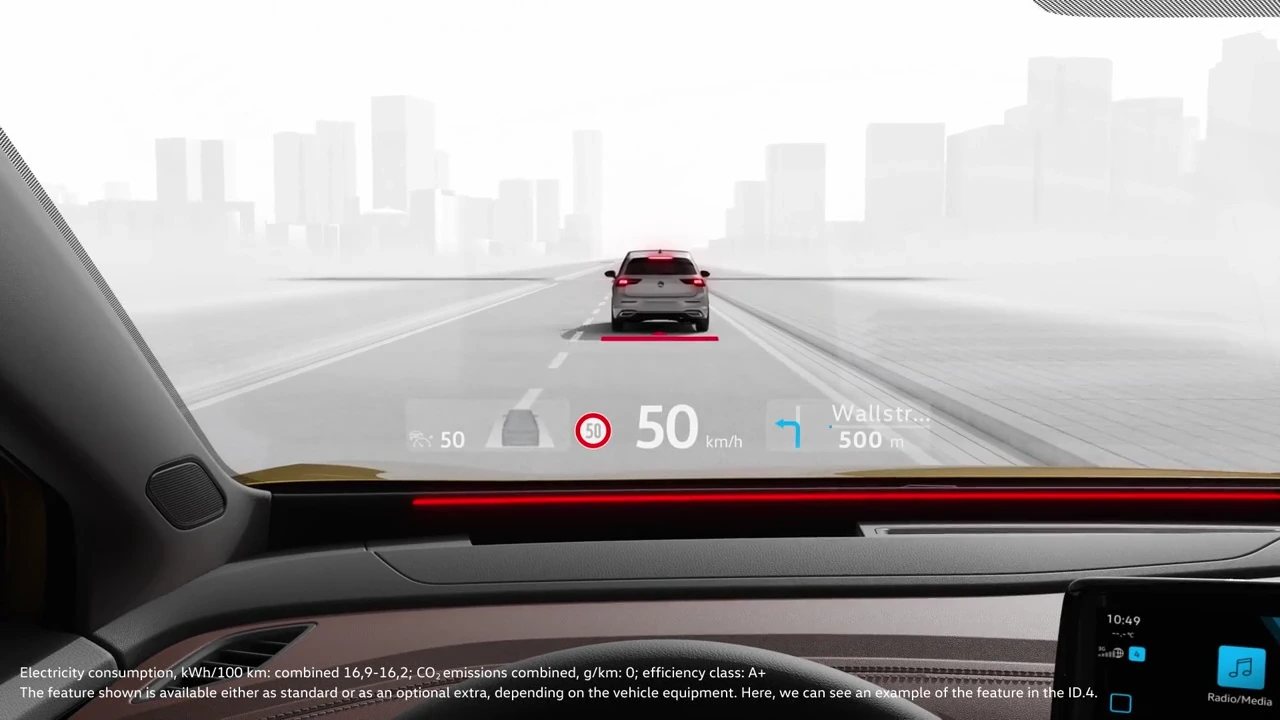 50
50
50 km/h
Wallstr...
500 m
10:49
--,-°C
3G
4
Radio/Media
Electricity consumption, kWh/100 km: combined 16,9-16,2; CO₂ emissions combined, g/km: 0; efficiency class: A+
The feature shown is available either as standard or as an optional extra, depending on the vehicle equipment. Here, we can see an example of the feature in the ID.4.